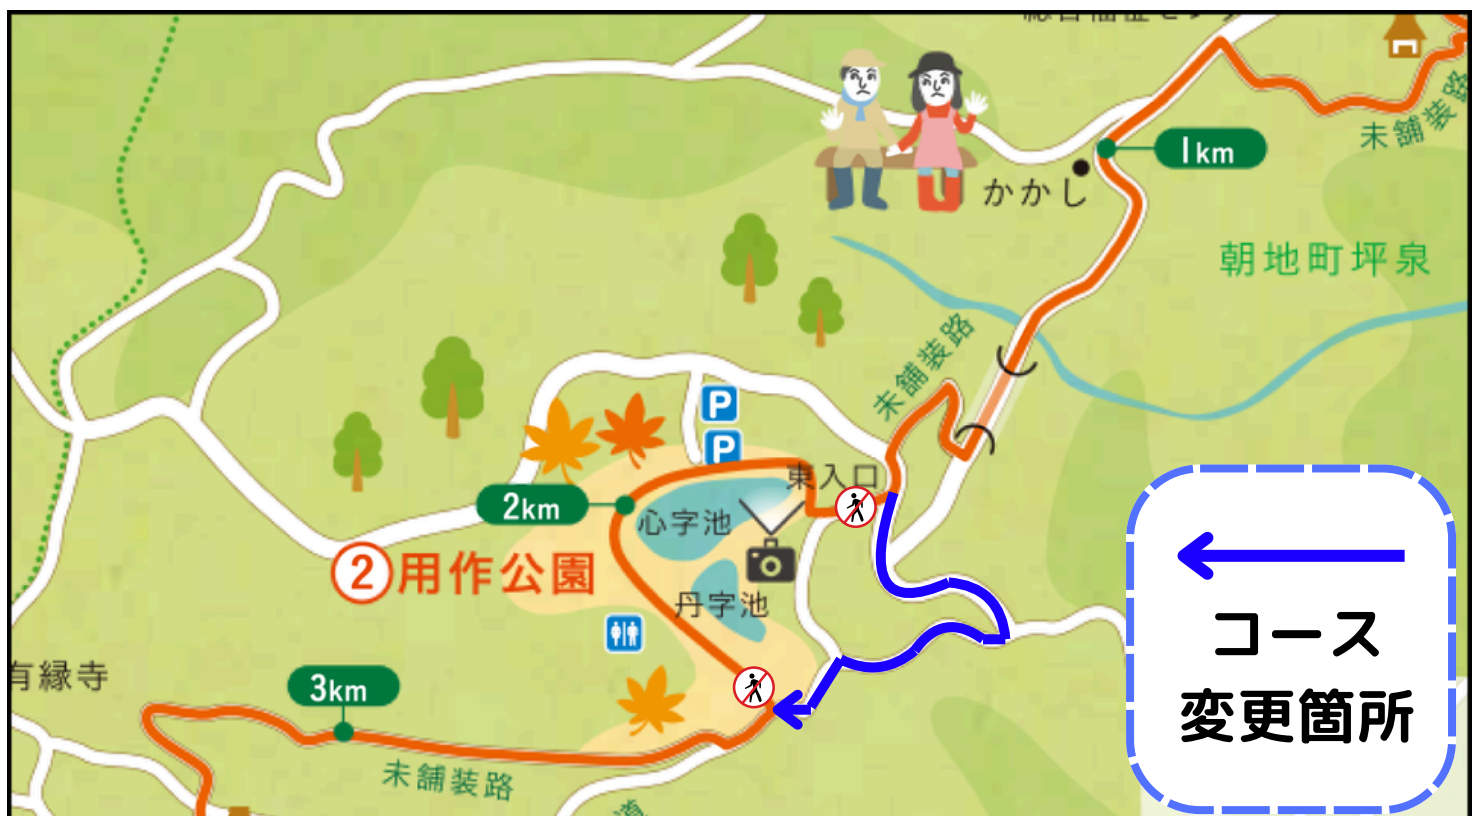 未舗装路
1km
かかし
朝地町坪泉
未舗装路
P
P
東入口
2km
心字池
②用作公園
丹字池
有縁寺
3km
未舗装路
道
コース
変更箇所